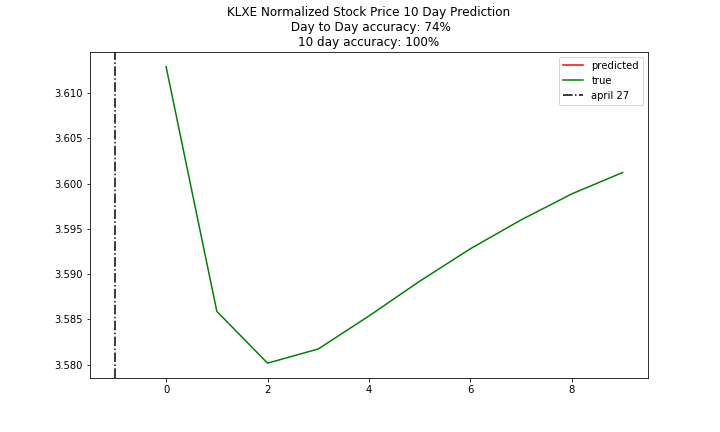 KLXE Normalized Stock Price 10 Day Prediction
Day to Day accuracy: 74%
10 day accuracy: 100%
predicted
true
april 27
3.610
3.605
3.600
3.595
3.590
3.585
3.580
0 2 4 6 8